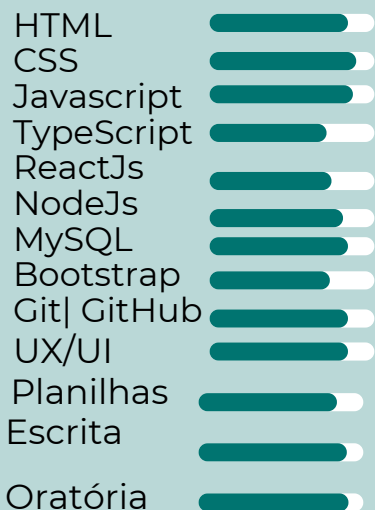 HTML
CSS
Javascript
TypeScript
ReactJs
NodeJs
MySQL
Bootstrap
Git| GitHub
UX/UI
Planilhas
Escrita
Oratória